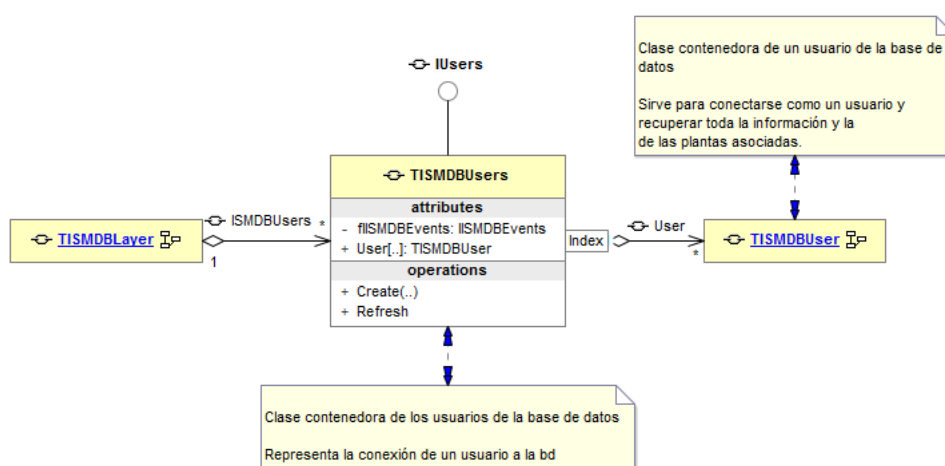 IUsers
Clase contenedora de un usuario de la base de
datos
Sirve para conectarse como un usuario y
recuperar toda la información y la
de las plantas asociadas.
TISMDBUsers
attributes
- fIISMDBEvents: IISMDBEvents
+ User[..]: TISMDBUser
operations
+ Create(..)
+ Refresh
TISMDBLayer
ISMDBUsers
*
1
Index
User
*
TISMDBUser
Clase contenedora de los usuarios de la base de datos
Representa la conexión de un usuario a la bd